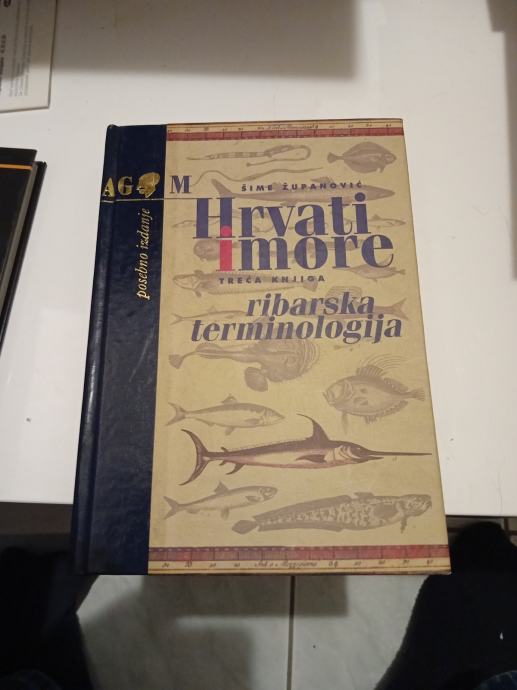 AGM
posebno izdanje
ŠIME ŽUPANOVIĆ
Hrvati
i more
TREĆA KNJIGA
ribarska
terminologija